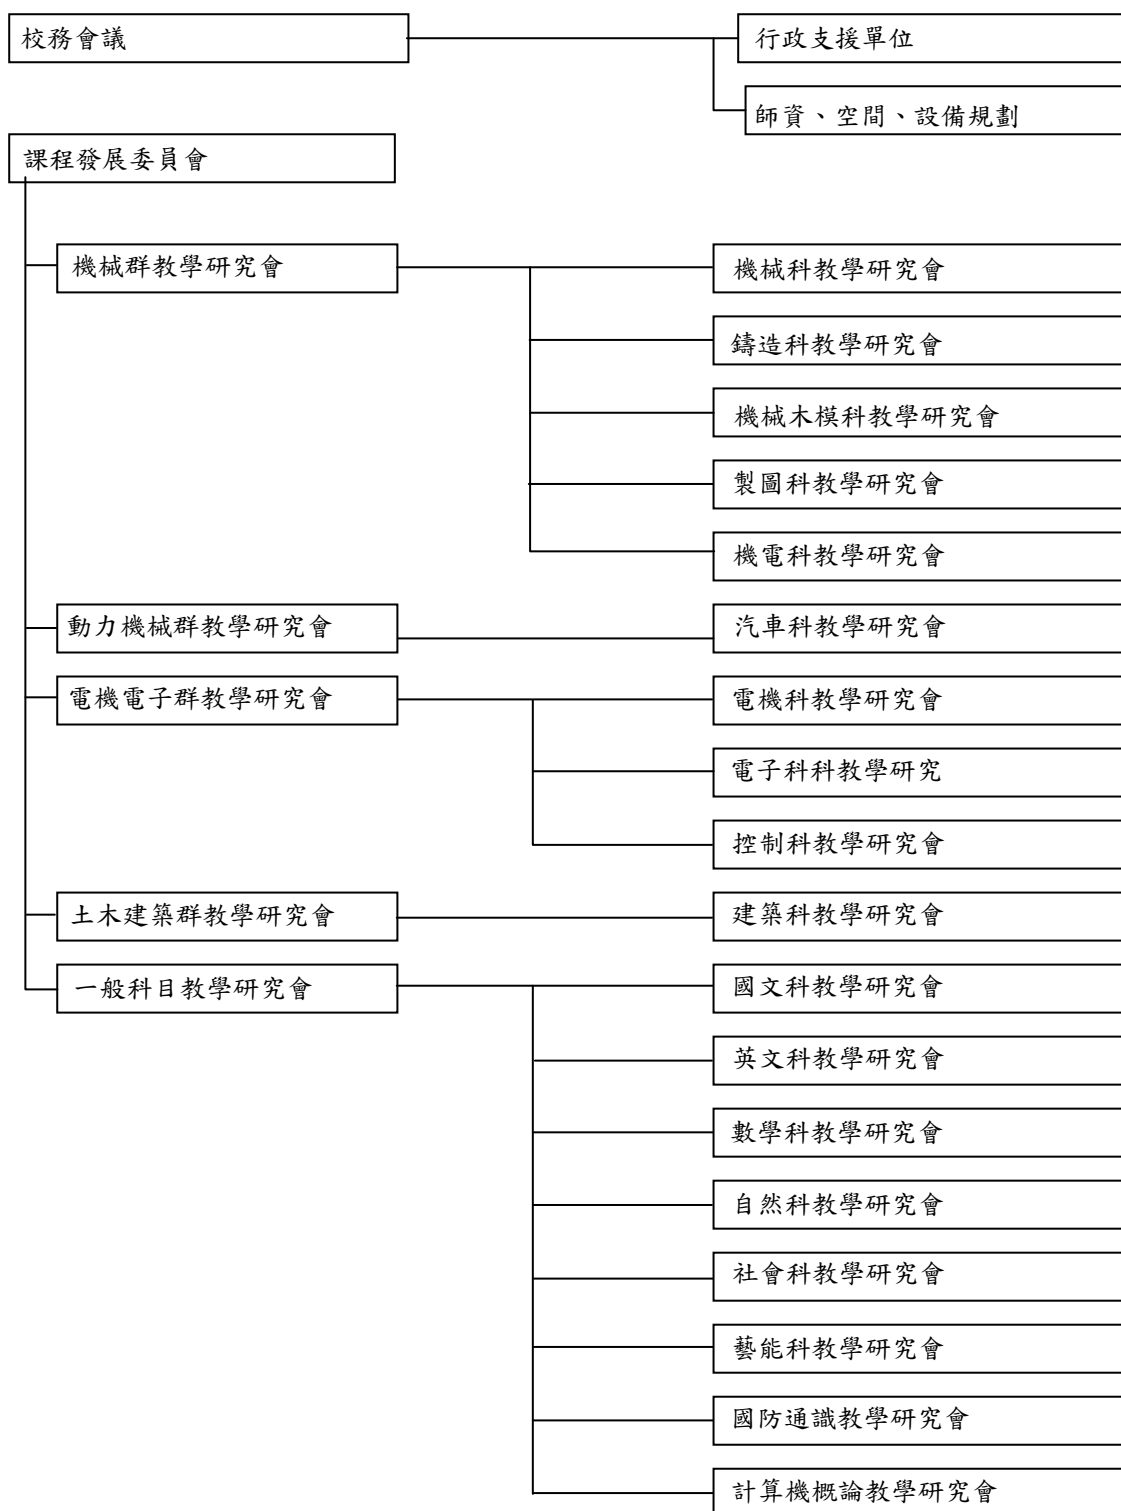 校務會議
行政支援單位
師資、空間、設備規劃
課程發展委員會
機械群教學研究會
機械科教學研究會
鑄造科教學研究會
機械木模科教學研究會
製圖科教學研究會
機電科教學研究會
動力機械群教學研究會
汽車科教學研究會
電機電子群教學研究會
電機科教學研究會
電子科科教學研究
控制科教學研究會
土木建築群教學研究會
建築科教學研究會
一般科目教學研究會
國文科教學研究會
英文科教學研究會
數學科教學研究會
自然科教學研究會
社會科教學研究會
藝能科教學研究會
國防通識教學研究會
計算機概論教學研究會